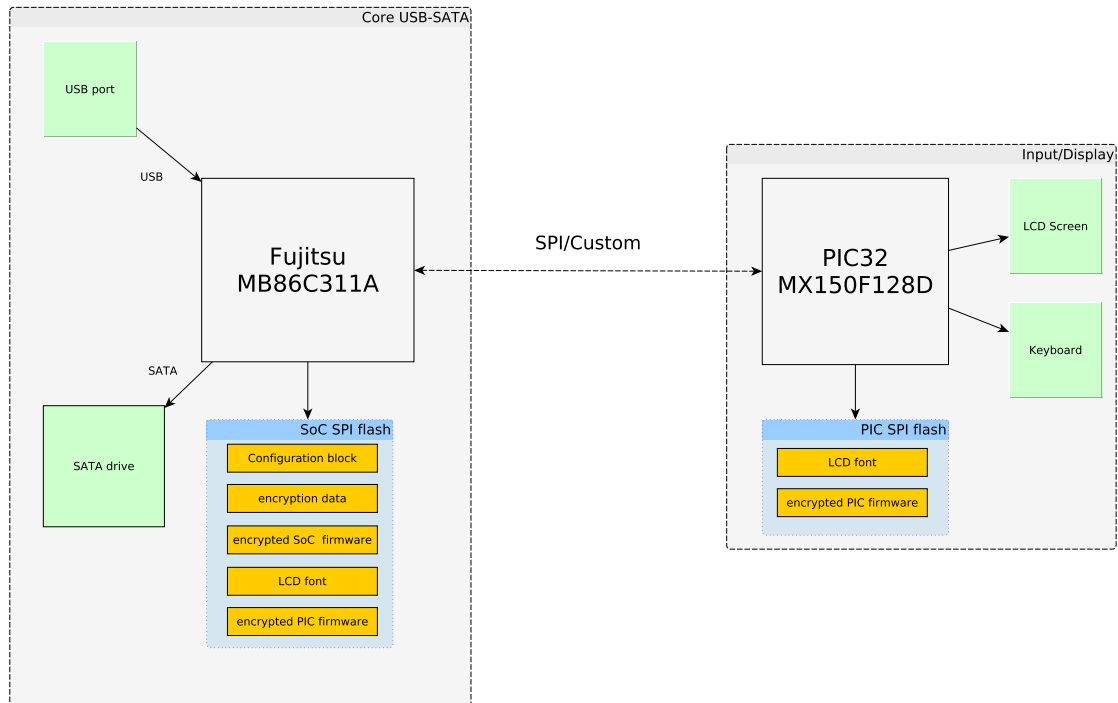 Core USB-SATA
USB port
USB
Fujitsu
MB86C311A
SATA
SATA drive
SoC SPI flash
Configuration block
encryption data
encrypted SoC  firmware
LCD font
encrypted PIC firmware
SPI/Custom
Input/Display
PIC32
MX150F128D
LCD Screen
Keyboard
PIC SPI flash
LCD font
encrypted PIC firmware